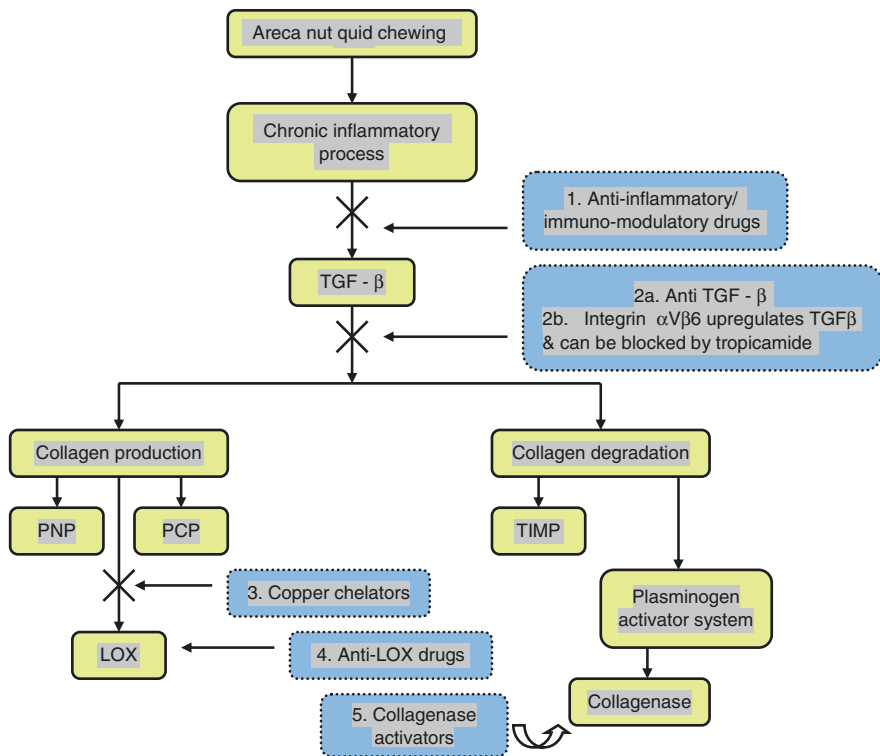 Areca nut quid chewing
Chronic inflammatory
process
1. Anti-inflammatory/
immuno-modulatory drugs
TGF - β
2a. Anti TGF - β
2b. Integrin αVβ6 upregulates TGFβ
& can be blocked by tropicamide
Collagen production
Collagen degradation
PNP
PCP
TIMP
3. Copper chelators
Plasminogen
activator system
LOX
4. Anti-LOX drugs
5. Collagenase
activators
Collagenase